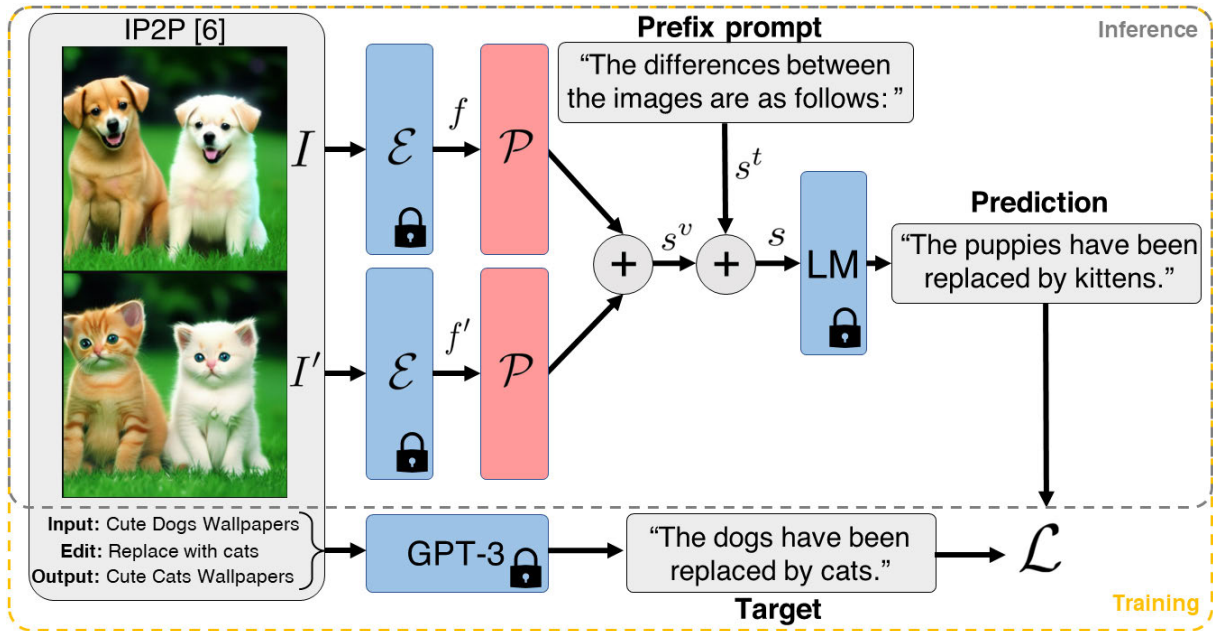 IP2P [6]
Prefix prompt
Inference
“The differences between
the images are as follows: ”
I
ℰ
f
𝒫
s^t
Prediction
“The puppies have been
replaced by kittens.”
+
s^v
+
s
LM
I′
ℰ
f′
𝒫
Input: Cute Dogs Wallpapers
Edit: Replace with cats
Output: Cute Cats Wallpapers
GPT-3
“The dogs have been
replaced by cats.”
ℒ
Target
Training